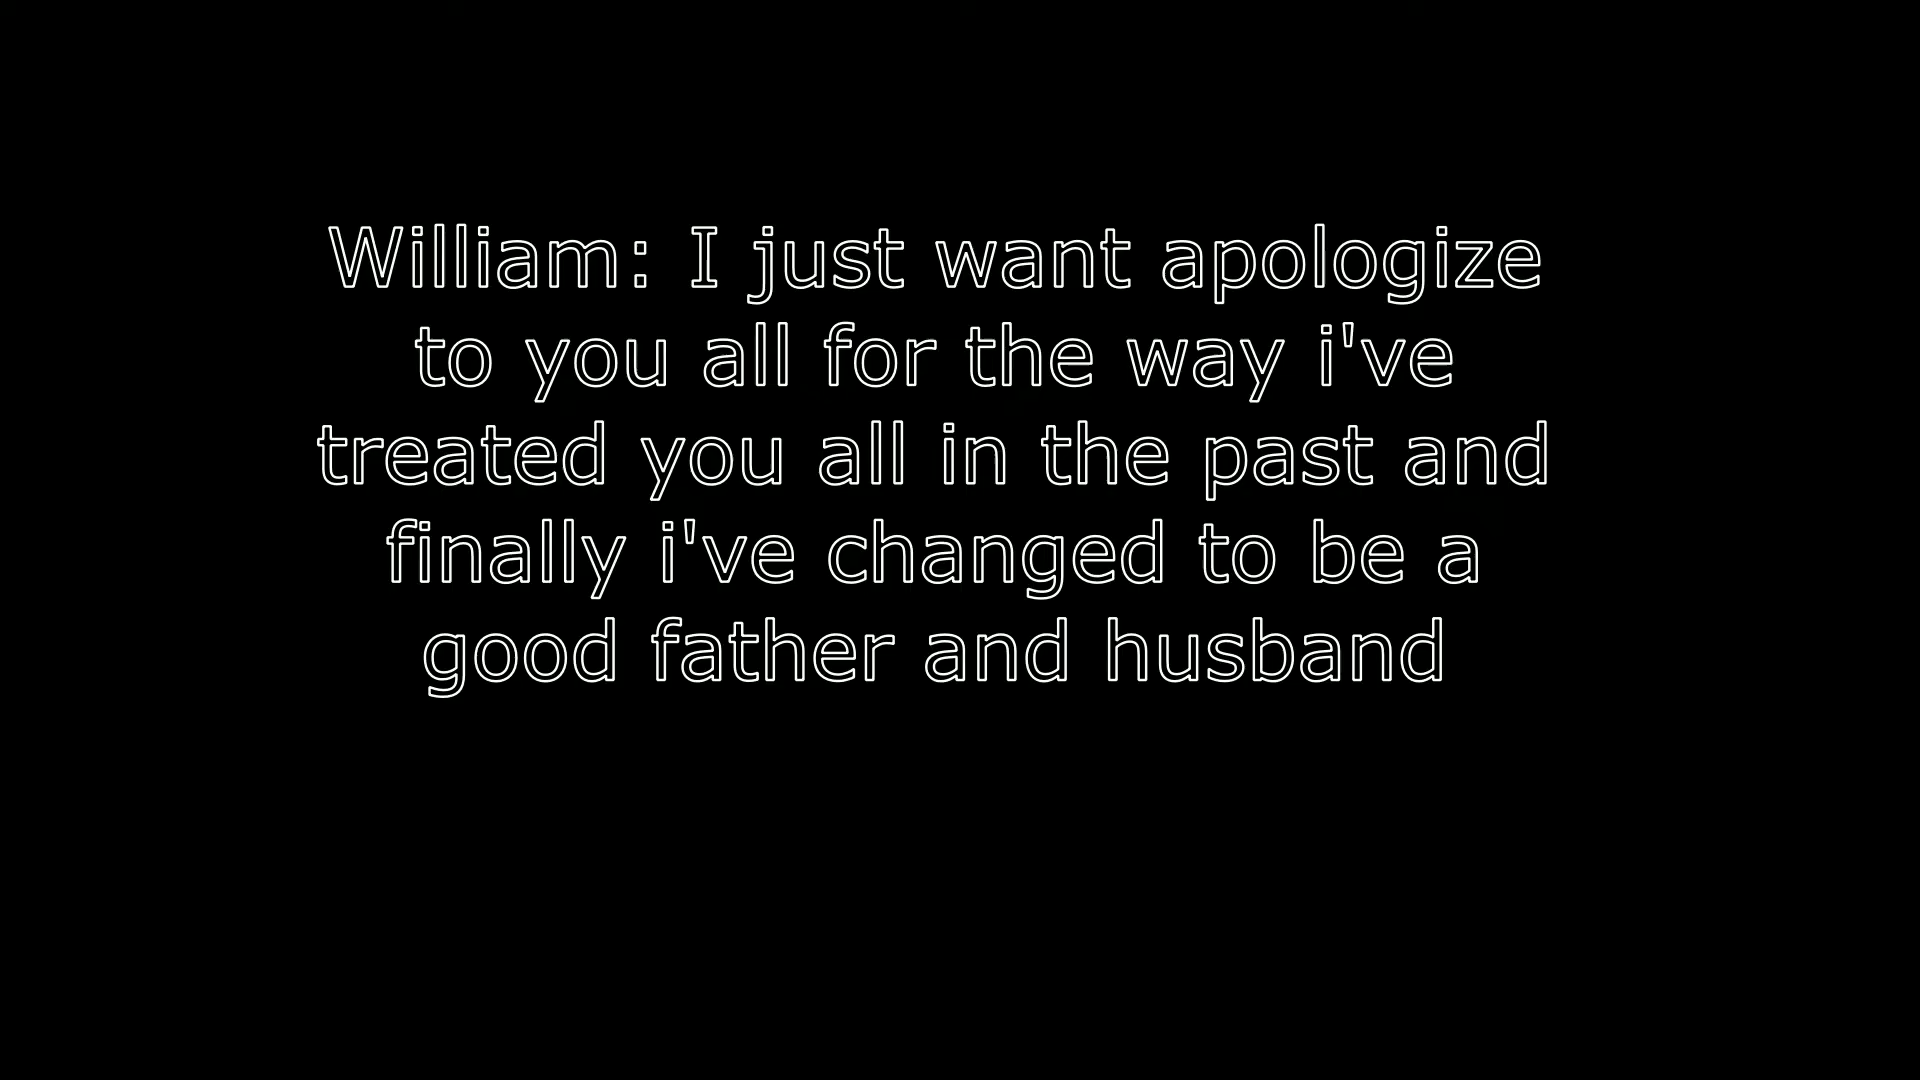 William: I just want apologize
to you all for the way i've
treated you all in the past and
finally i've changed to be a
good father and husband